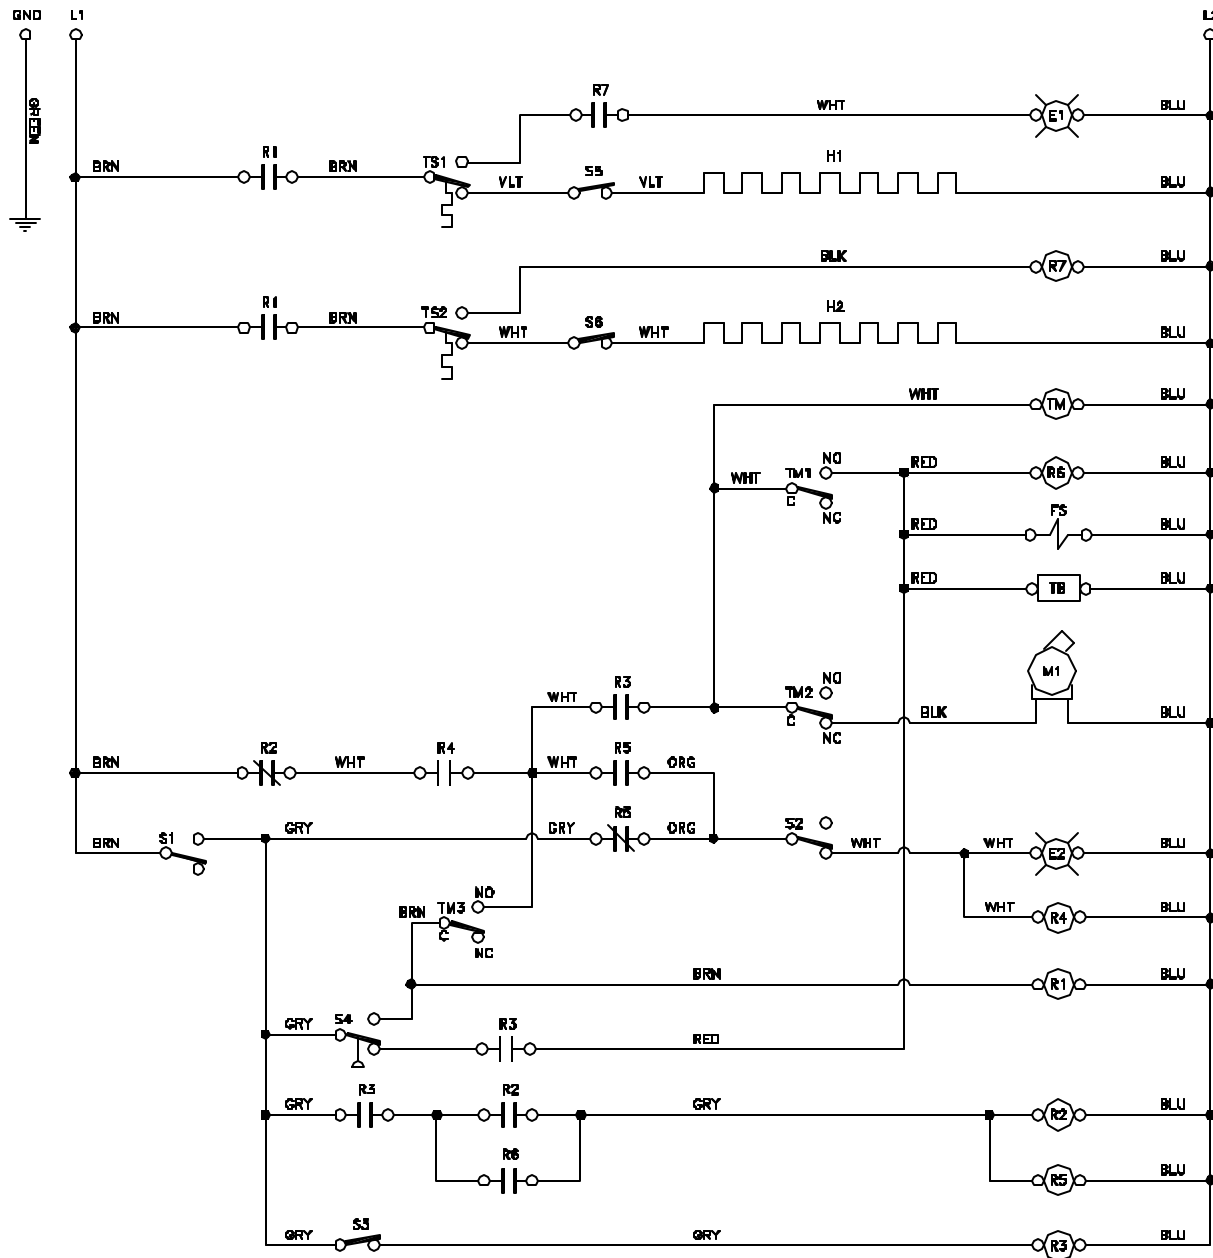 GND L1
GREEN
R7 WHT E1 BLU
BRN R1 BRN TS1 VLT S5 VLT H1 BLU
BLK R7 BLU
BRN R1 BRN TS2 WHT S6 WHT H2 BLU
WHT TM BLU
WHT TM1 NO RED R6 BLU
C NC
RED FS BLU
RED TB BLU
M1
WHT R3 TM2 NO
C NC BLK BLU
BRN R2 WHT R4 WHT R5 ORG
BRN S1 GRY GRY ORG S2 WHT WHT E2 BLU
WHT R4 BLU
BRN TM3 NO
C NC
BRN R1 BLU
GRY S4 R3 RED
GRY R3 R2 GRY R2 BLU
R6 R5 BLU
GRY S3 GRY R3 BLU